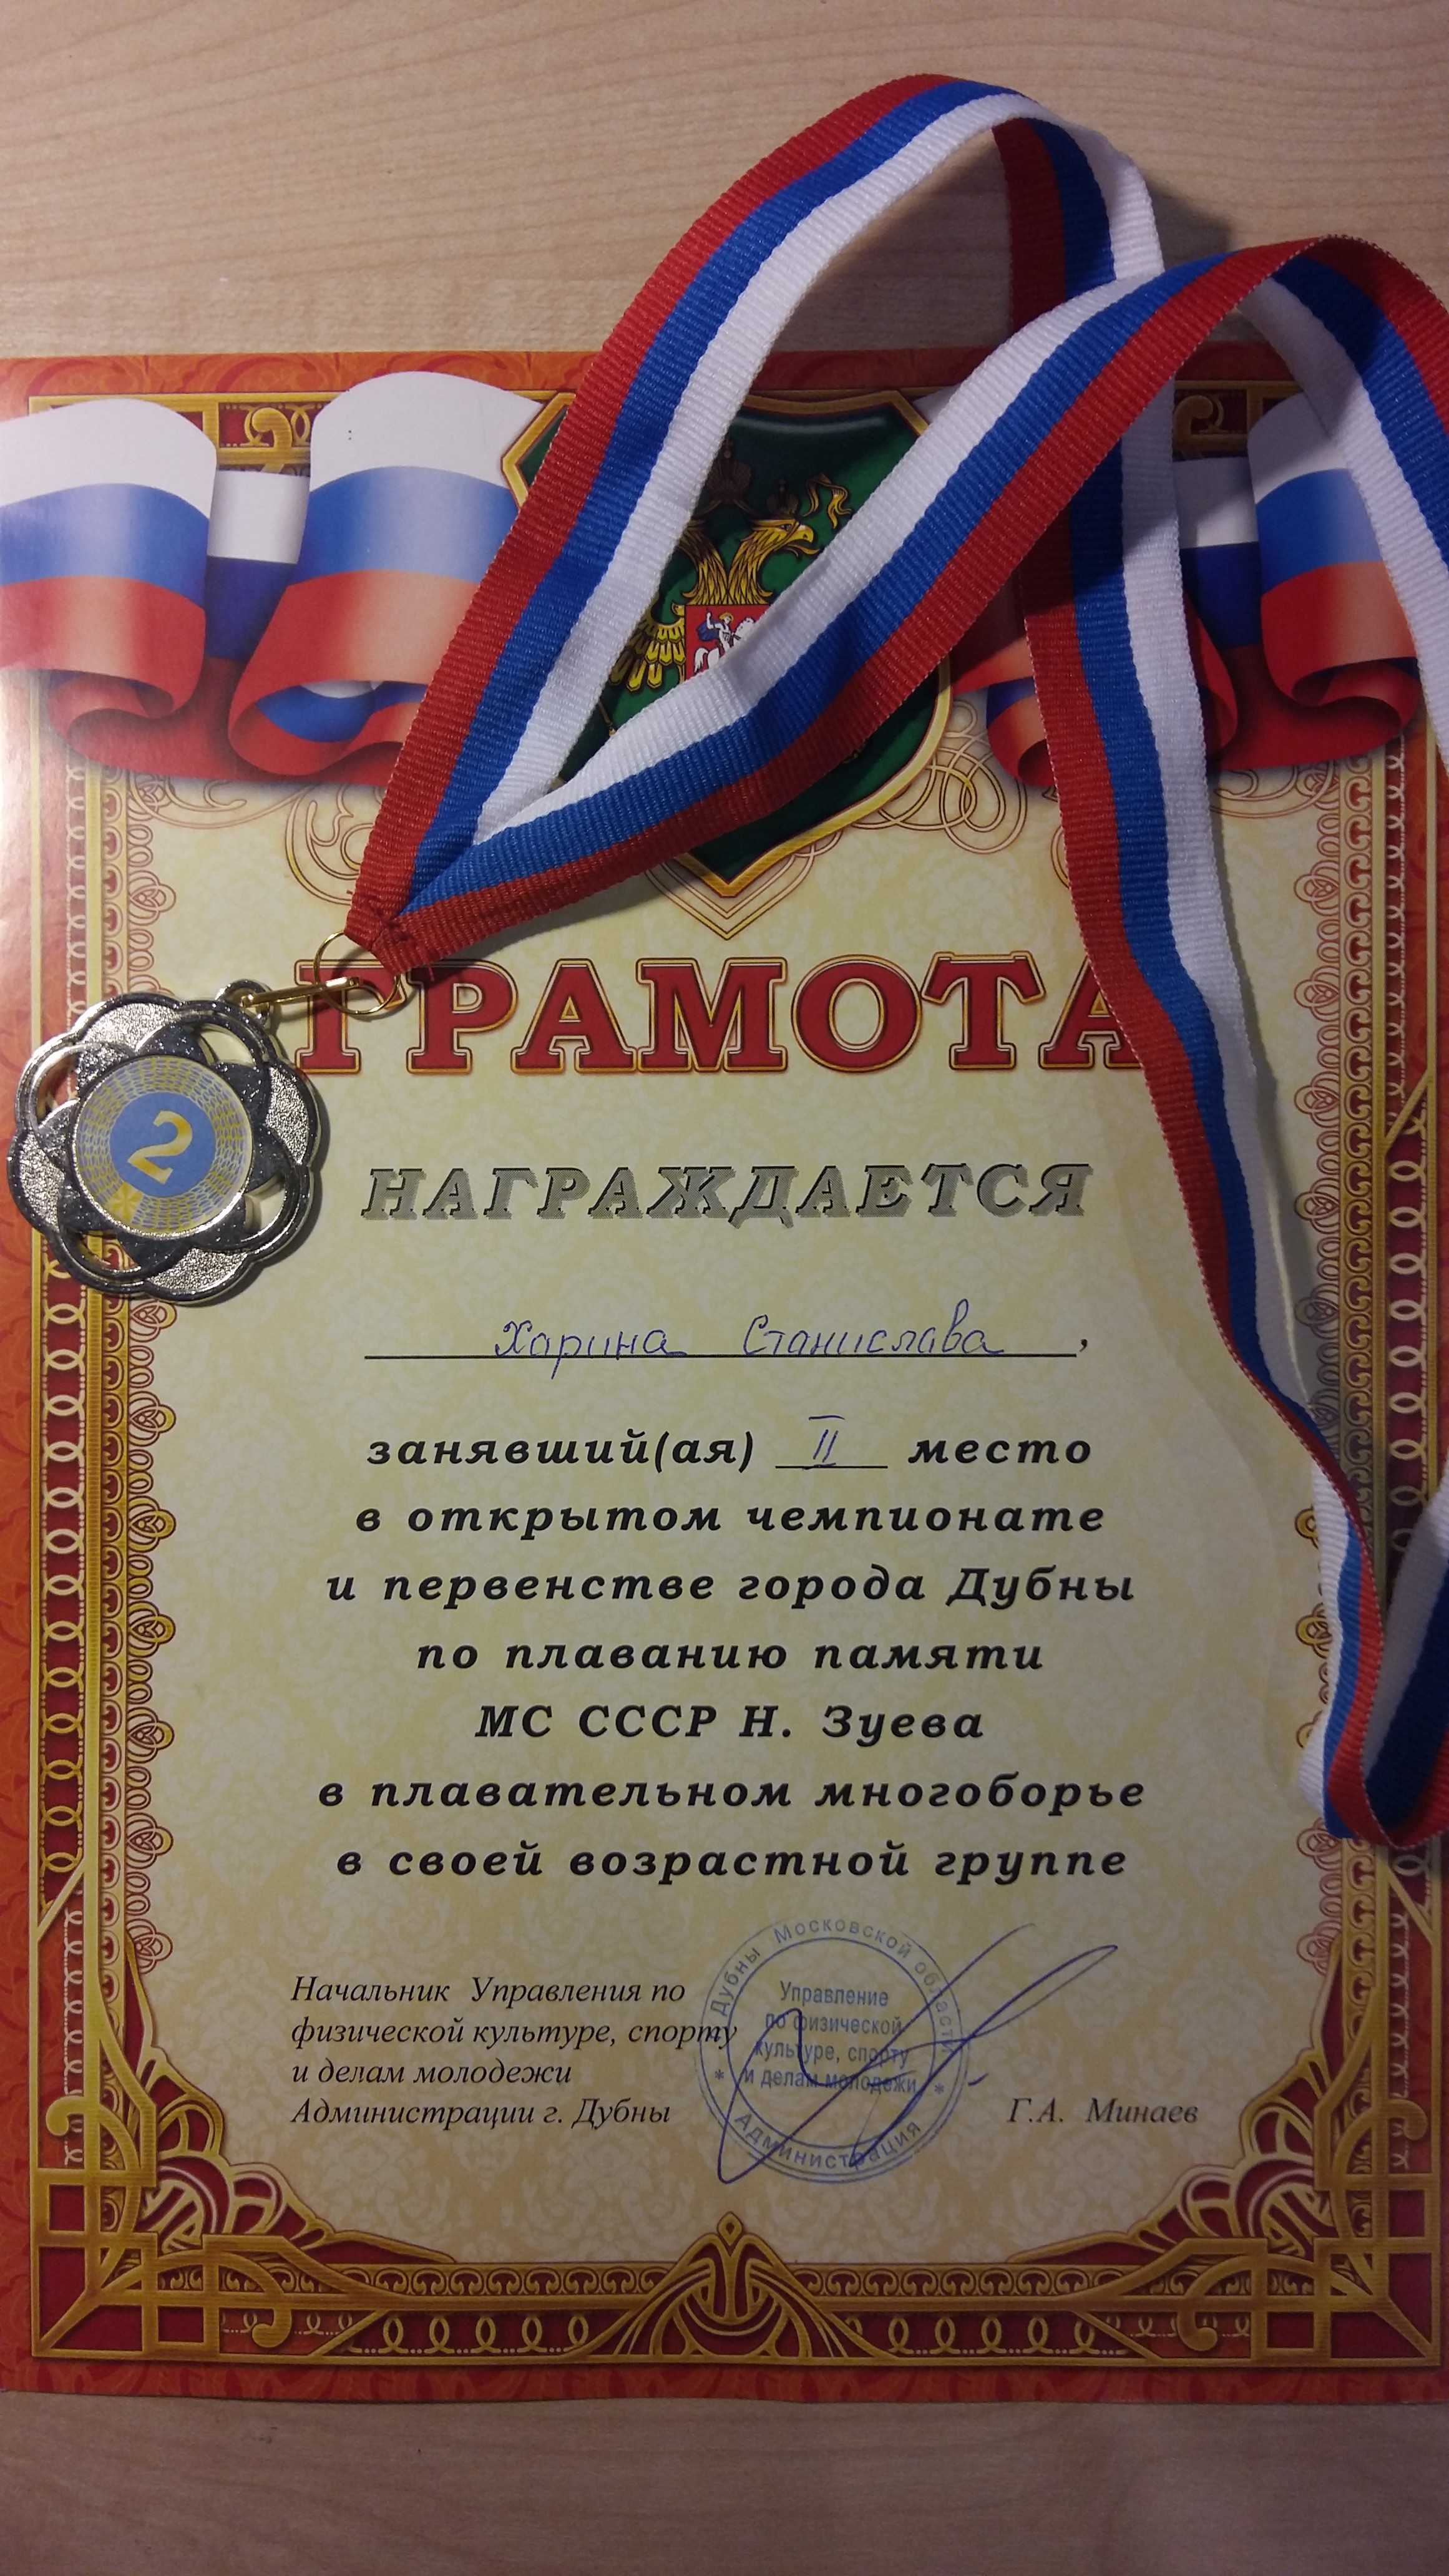 ГРАМОТА
2
НАГРАЖДАЕТСЯ
Харина Станислава,
занявший(ая) II место
в открытом чемпионате
и первенстве города Дубны
по плаванию памяти
МС СССР Н. Зуева
в плавательном многоборье
в своей возрастной группе
Начальник Управления по
физической культуре, спорту
и делам молодежи
Администрации г. Дубны
Г.А. Минаев
Дубны Московской области
Управление
по физической
культуре, спорту
и делам молодежи
* Администрация *